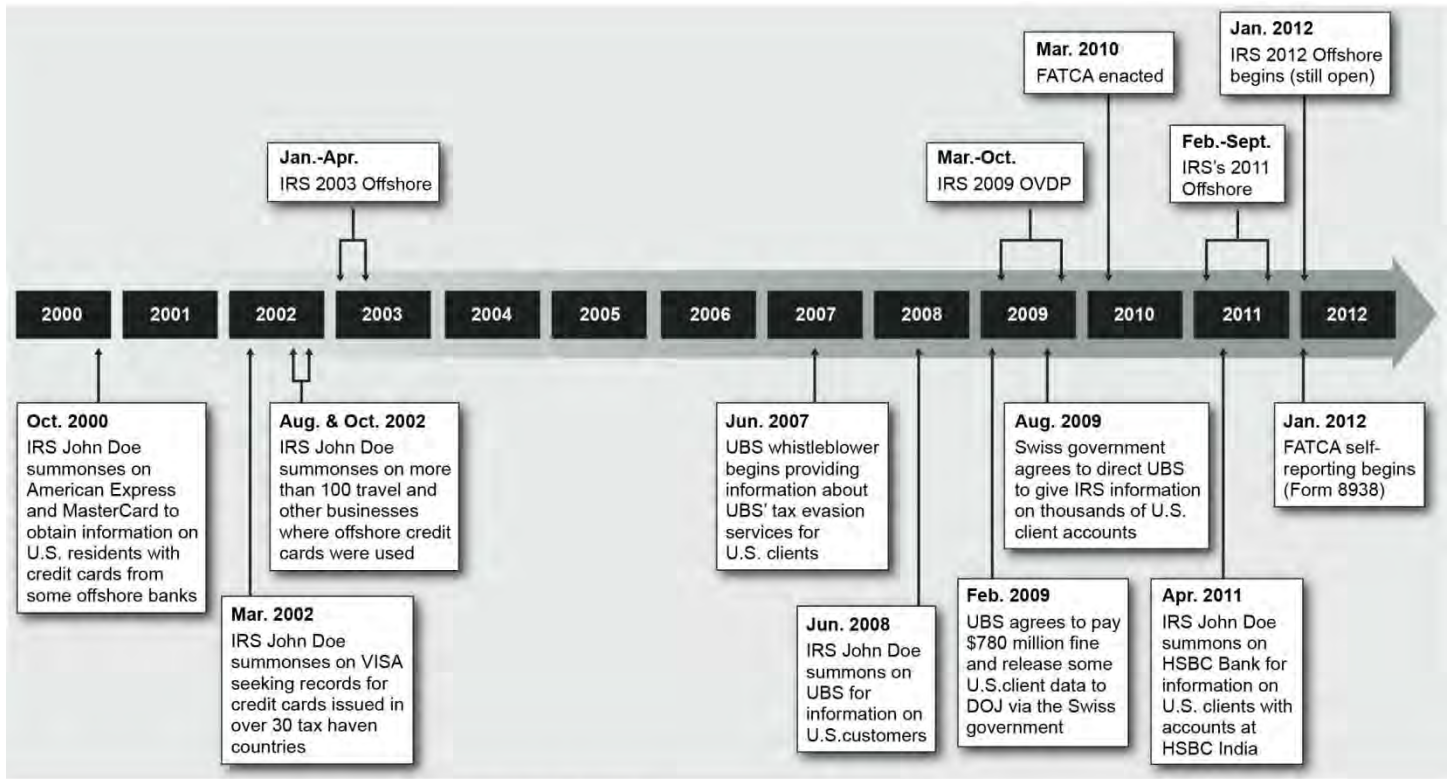 Jan. 2012
IRS 2012 Offshore
begins (still open)
Mar. 2010
FATCA enacted
Jan.-Apr.
IRS 2003 Offshore
Mar.-Oct.
IRS 2009 OVDP
Feb.-Sept.
IRS's 2011
Offshore
2000 2001 2002 2003 2004 2005 2006 2007 2008 2009 2010 2011 2012
Oct. 2000
IRS John Doe
summonses on
American Express
and MasterCard to
obtain information on
U.S. residents with
credit cards from
some offshore banks
Mar. 2002
IRS John Doe
summonses on VISA
seeking records for
credit cards issued in
over 30 tax haven
countries
Aug. & Oct. 2002
IRS John Doe
summonses on more
than 100 travel and
other businesses
where offshore credit
cards were used
Jun. 2007
UBS whistleblower
begins providing
information about
UBS' tax evasion
services for
U.S. clients
Jun. 2008
IRS John Doe
summons on
UBS for
information on
U.S.customers
Feb. 2009
UBS agrees to pay
$780 million fine
and release some
U.S.client data to
DOJ via the Swiss
government
Aug. 2009
Swiss government
agrees to direct UBS
to give IRS information
on thousands of U.S.
client accounts
Apr. 2011
IRS John Doe
summons on
HSBC Bank for
information on
U.S. clients with
accounts at
HSBC India
Jan. 2012
FATCA self-
reporting begins
(Form 8938)